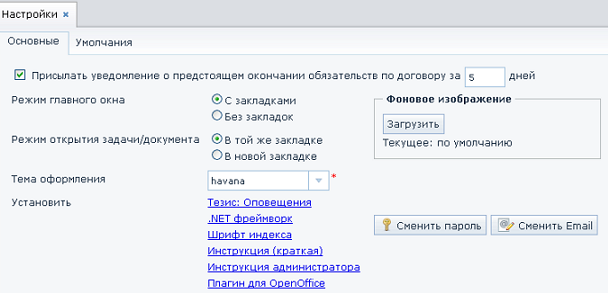 Настройки ×
Основные Умолчания
Присылать уведомление о предстоящем окончании обязательств по договору за 5 дней
Режим главного окна
С закладками
Без закладок
Фоновое изображение
Загрузить
Текущее: по умолчанию
Режим открытия задачи/документа
В той же закладке
В новой закладке
Тема оформления havana *
Установить
Тезис: Оповещения
.NET фреймворк
Шрифт индекса
Инструкция (краткая)
Инструкция администратора
Плагин для OpenOffice
Сменить пароль Сменить Email